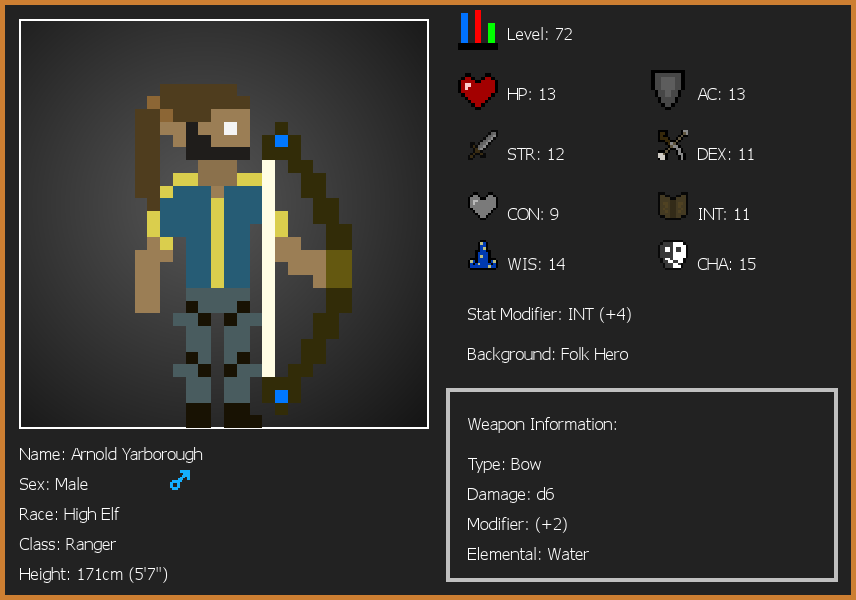 Level: 72
HP: 13
AC: 13
STR: 12
DEX: 11
CON: 9
INT: 11
WIS: 14
CHA: 15
Stat Modifier: INT (+4)
Background: Folk Hero
Weapon Information:
Type: Bow
Damage: d6
Modifier: (+2)
Elemental: Water
Name: Arnold Yarborough
Sex: Male
Race: High Elf
Class: Ranger
Height: 171cm (5'7")